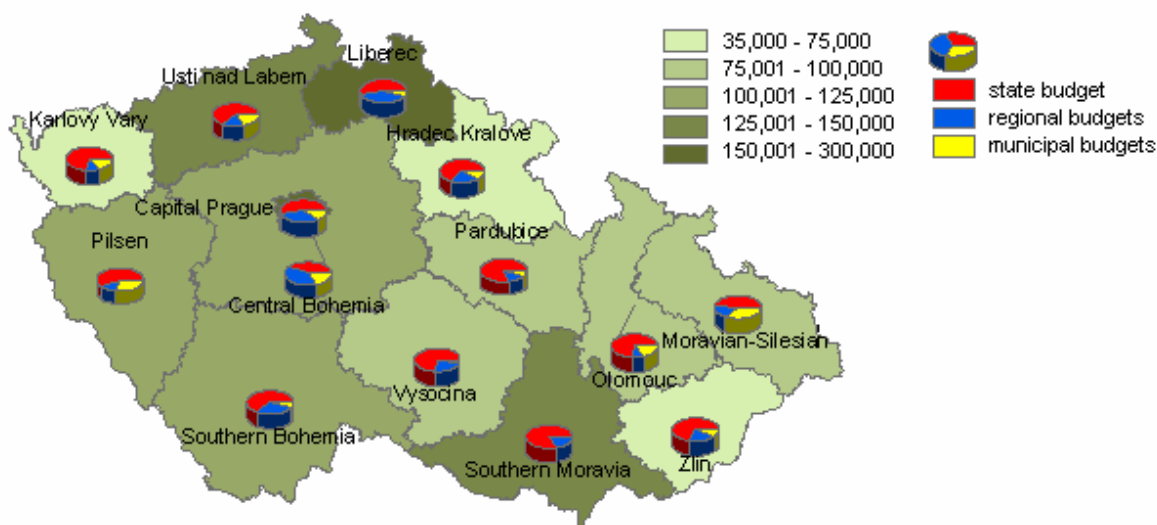 35,000 - 75,000
75,001 - 100,000
100,001 - 125,000
125,001 - 150,000
150,001 - 300,000
state budget
regional budgets
municipal budgets
Liberec
Usti nad Labem
Karlovy Vary
Hradec Kralove
Capital Prague
Pardubice
Pilsen
Central Bohemia
Moravian-Silesian
Olomouc
Vysocina
Southern Bohemia
Southern Moravia
Zlin